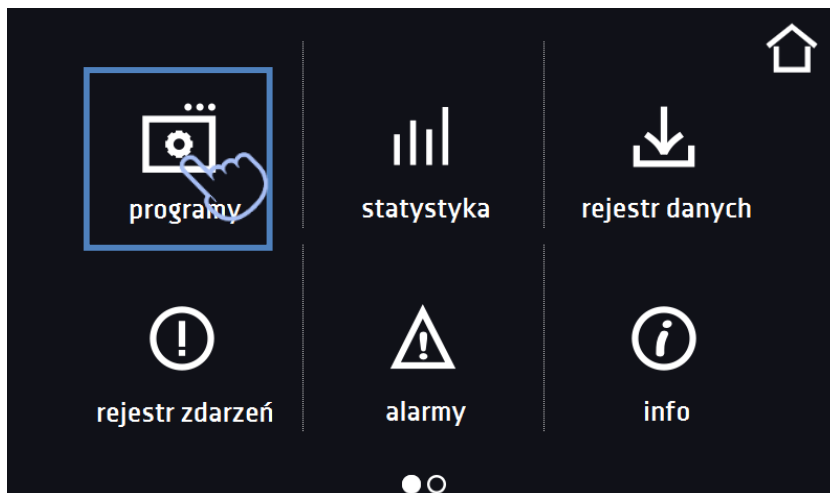 programy
statystyka
rejestr danych
rejestr zdarzeń
alarmy
info